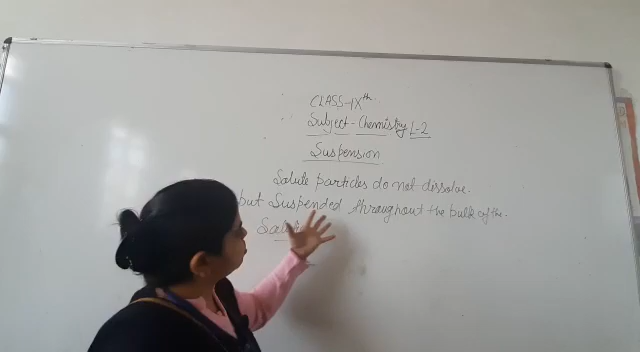 CLASS-IXth
Subject - Chemistry L-2
Suspension
Solute particles do not dissolve.
but Suspended throughout the bulk of the.